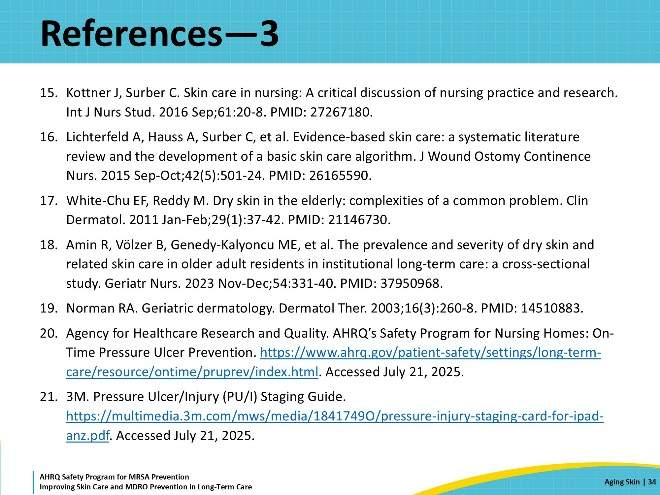 References—3
15. Kottner J, Surber C. Skin care in nursing: A critical discussion of nursing practice and research.
Int J Nurs Stud. 2016 Sep;61:20-8. PMID: 27267180.
16. Lichterfeld A, Hauss A, Surber C, et al. Evidence-based skin care: a systematic literature
review and the development of a basic skin care algorithm. J Wound Ostomy Continence
Nurs. 2015 Sep-Oct;42(5):501-24. PMID: 26165590.
17. White-Chu EF, Reddy M. Dry skin in the elderly: complexities of a common problem. Clin
Dermatol. 2011 Jan-Feb;29(1):37-42. PMID: 21146730.
18. Amin R, Völzer B, Genedy-Kalyoncu ME, et al. The prevalence and severity of dry skin and
related skin care in older adult residents in institutional long-term care: a cross-sectional
study. Geriatr Nurs. 2023 Nov-Dec;54:331-40. PMID: 37950968.
19. Norman RA. Geriatric dermatology. Dermatol Ther. 2003;16(3):260-8. PMID: 14510883.
20. Agency for Healthcare Research and Quality. AHRQ's Safety Program for Nursing Homes: On-
Time Pressure Ulcer Prevention. https://www.ahrq.gov/patient-safety/settings/long-term-
care/resource/ontime/pruprev/index.html. Accessed July 21, 2025.
21. 3M. Pressure Ulcer/Injury (PU/I) Staging Guide.
https://multimedia.3m.com/mws/media/1841749O/pressure-injury-staging-card-for-ipad-
anz.pdf. Accessed July 21, 2025.
AHRQ Safety Program for MRSA Prevention
Improving Skin Care and MDRO Prevention in Long-Term Care
Aging Skin | 34